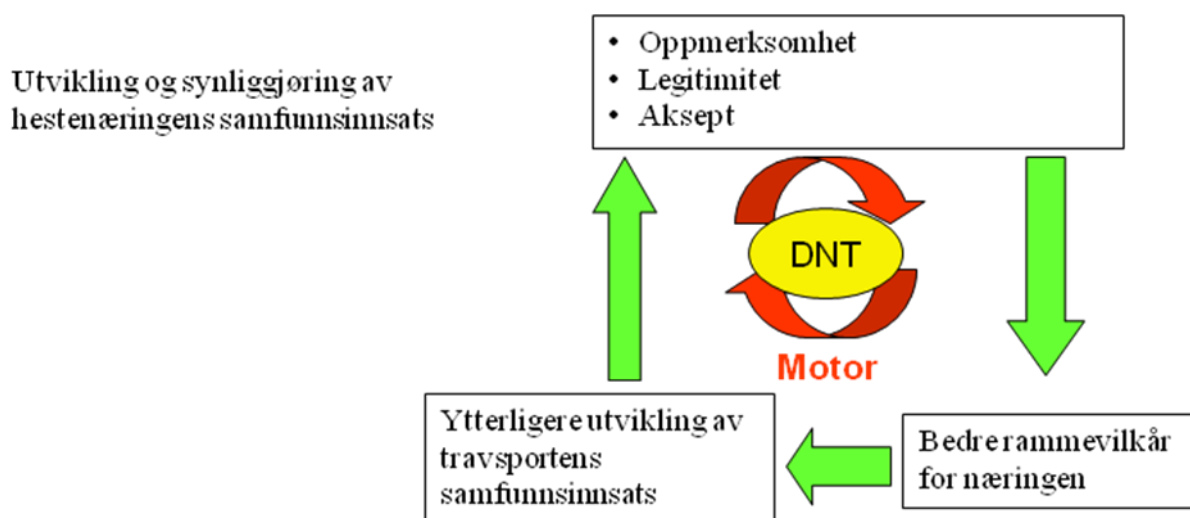 Utvikling og synliggjøring av
hestenæringens samfunnsinnsats
• Oppmerksomhet
• Legitimitet
• Aksept
DNT
Motor
Ytterligere utvikling av
travsportens
samfunnsinnsats
Bedre rammevilkår
for næringen